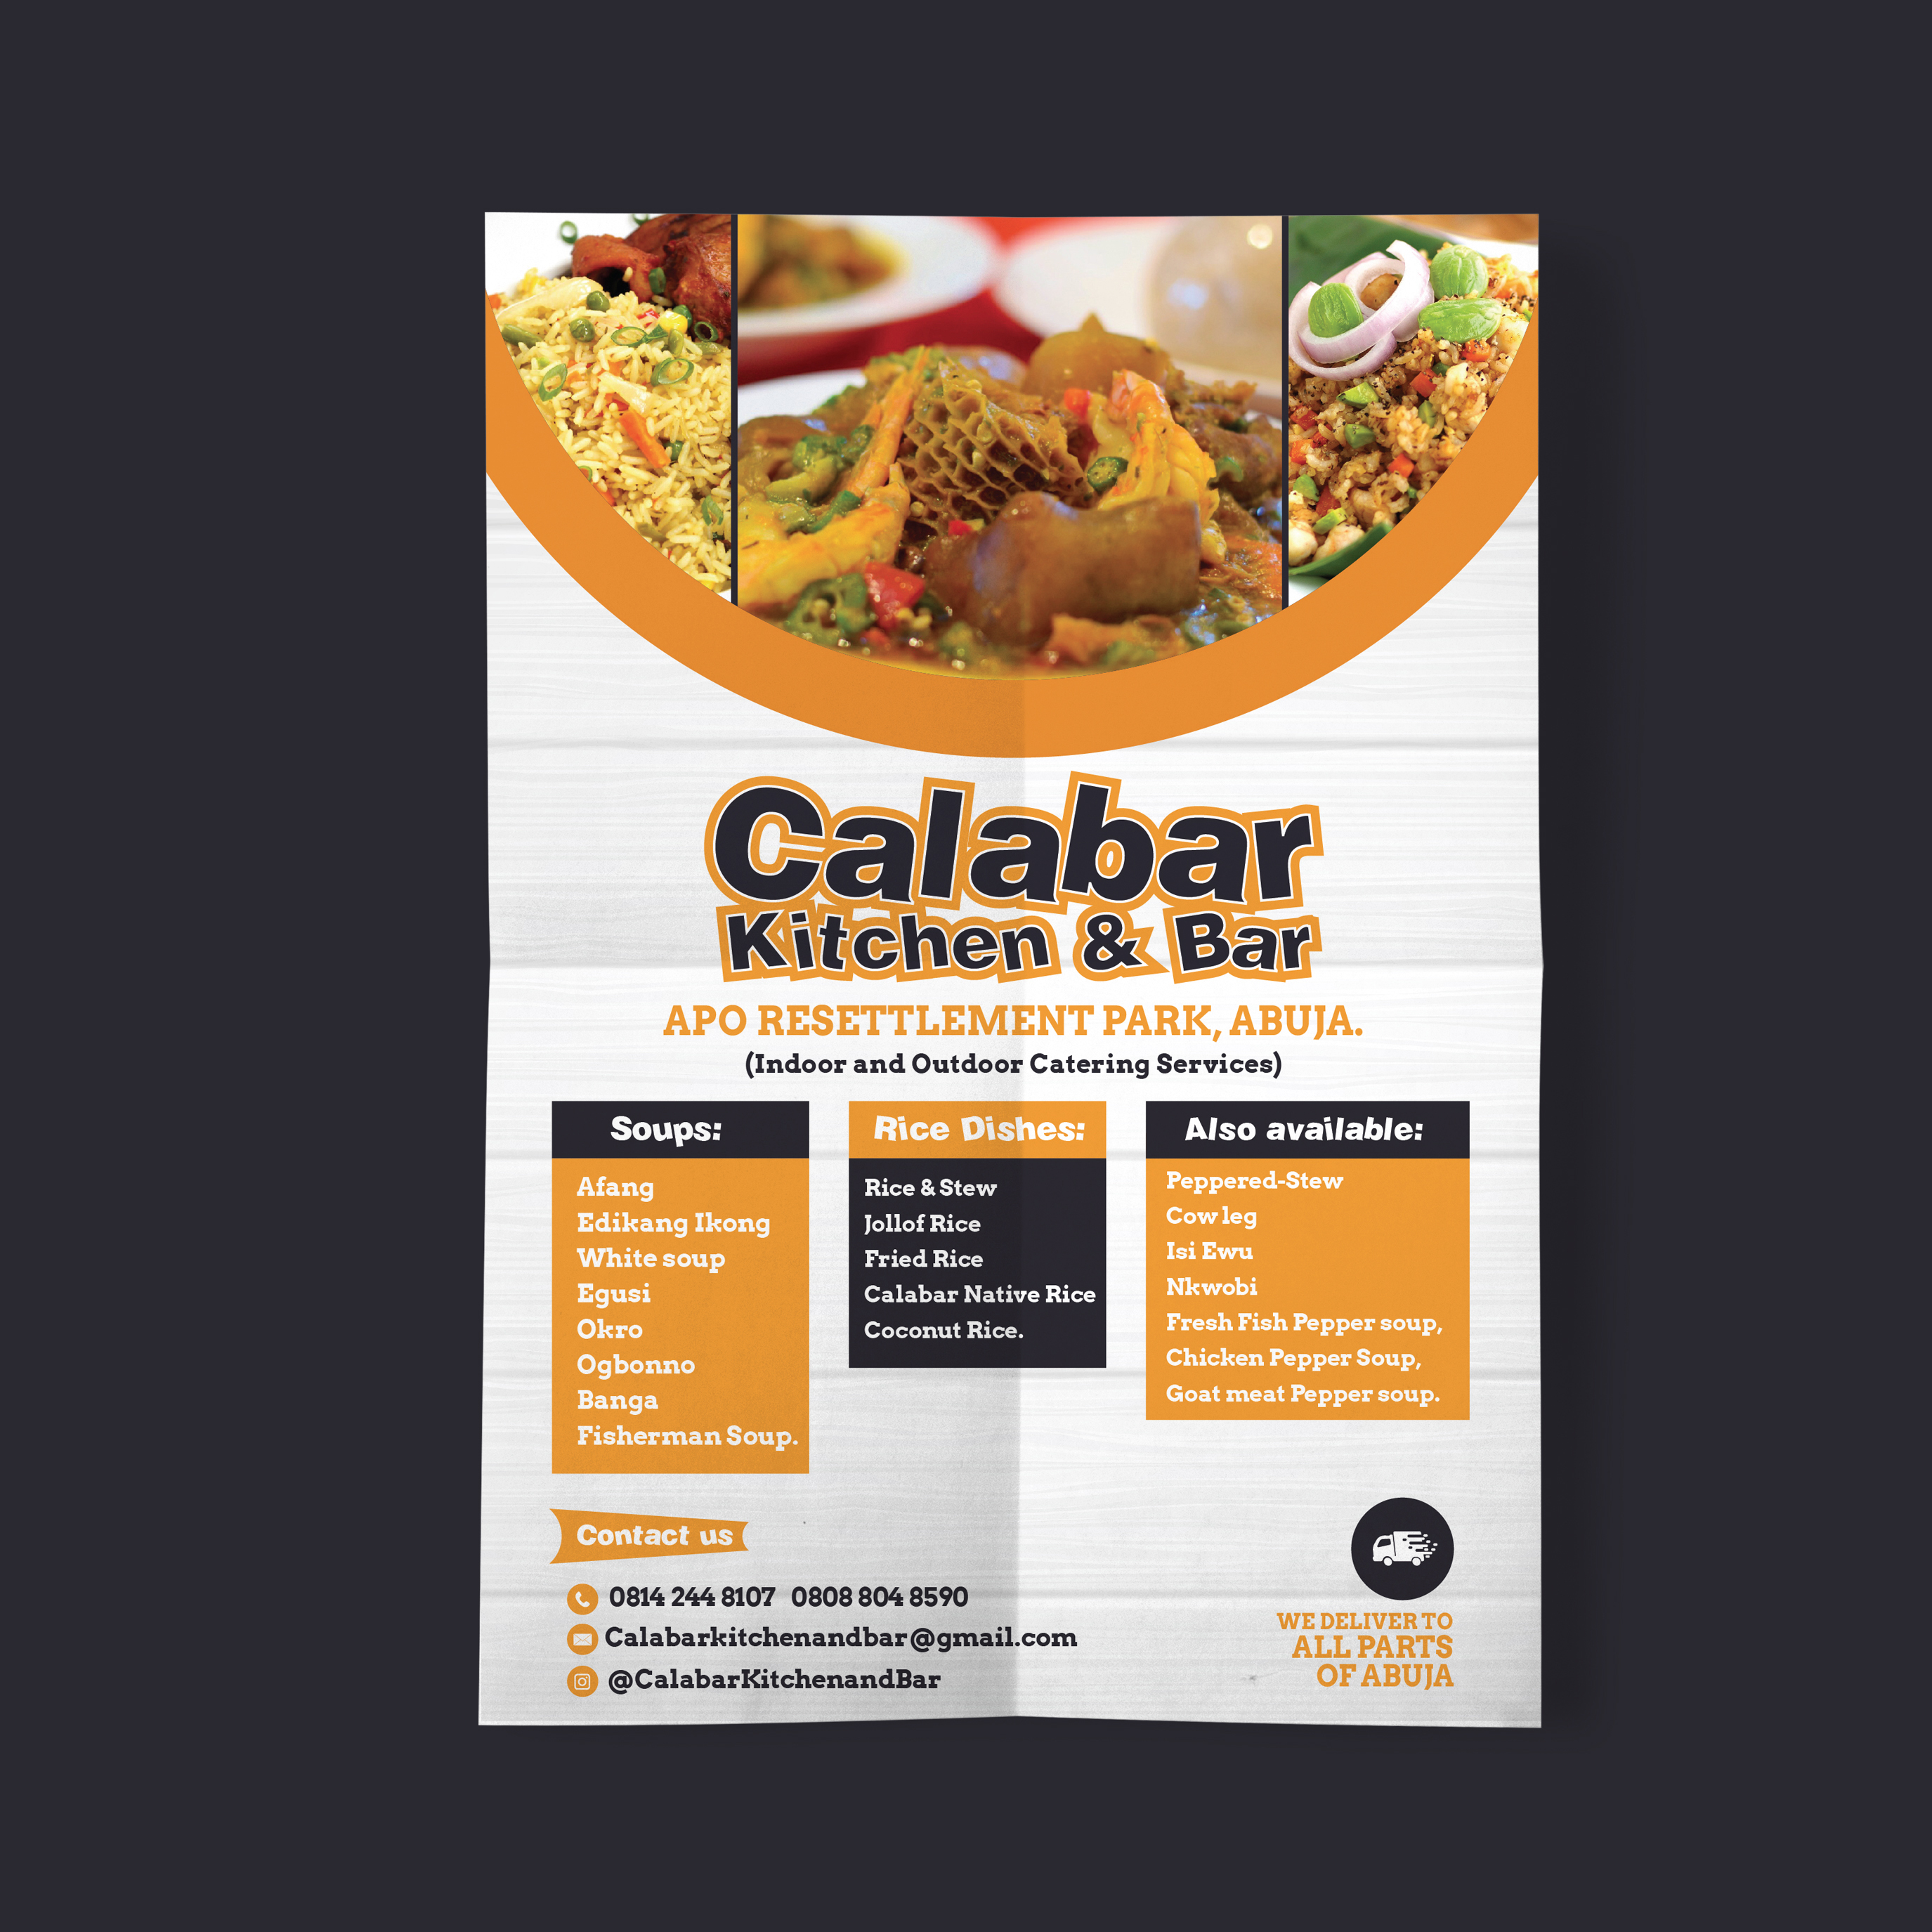 Calabar
Kitchen & Bar
APO RESETTLEMENT PARK, ABUJA.
(Indoor and Outdoor Catering Services)
Soups:
Afang
Edikang Ikong
White soup
Egusi
Okro
Ogbonno
Banga
Fisherman Soup.
Rice Dishes:
Rice & Stew
Jollof Rice
Fried Rice
Calabar Native Rice
Coconut Rice.
Also available:
Peppered-Stew
Cow leg
Isi Ewu
Nkwobi
Fresh Fish Pepper soup,
Chicken Pepper Soup,
Goat meat Pepper soup.
Contact us
0814 244 8107 0808 804 8590
Calabarkitchenandbar@gmail.com
@CalabarKitchenandBar
WE DELIVER TO
ALL PARTS
OF ABUJA